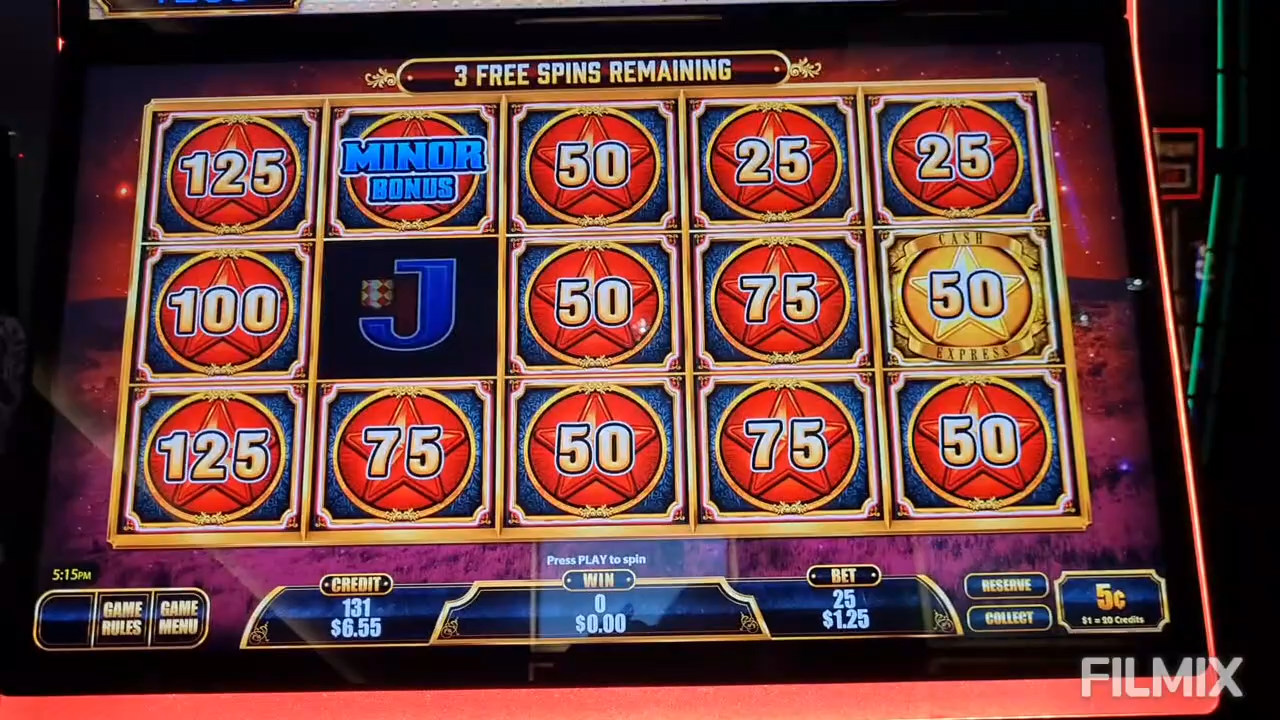 3 FREE SPINS REMAINING
125
MINOR
BONUS
50
25
25
100
J
50
75
CASH
50
EXPRESS
125
75
50
75
50
Press PLAY to spin
5:15PM
GAME
RULES
GAME
MENU
CREDIT
131
$6.55
WIN
0
$0.00
BET
25
$1.25
RESERVE
COLLECT
5¢
$1 = 20 Credits
FILMIX